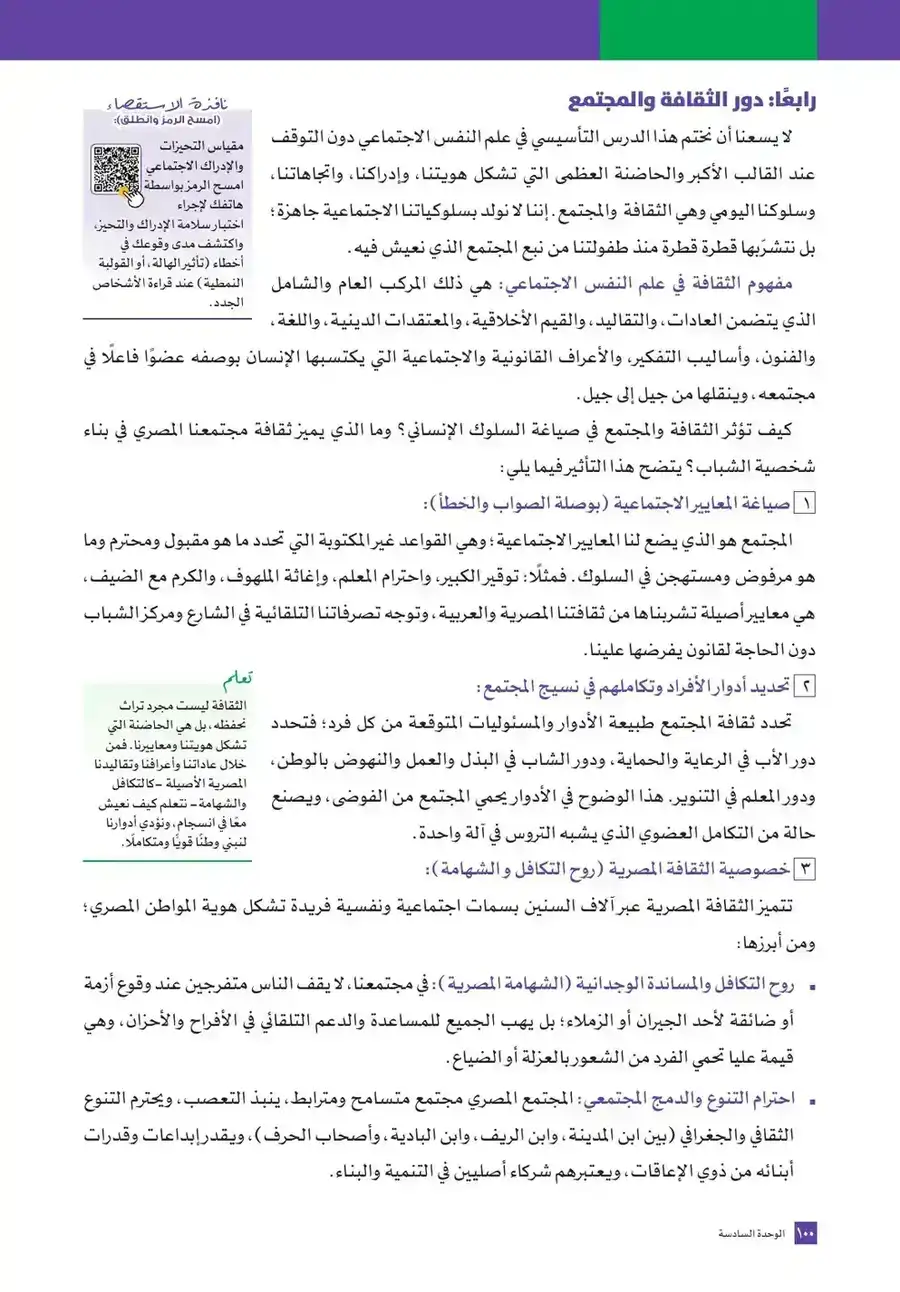 رابعًا: دور الثقافة والمجتمع
لا يسعنا أن نختم هذا الدرس التأسيسي في علم النفس الاجتماعي دون التوقف
عند القالب الأكبر والحاضنة العظمى التي تشكل هويتنا، وإدراكنا، واتجاهاتنا،
وسلوكنا اليومي وهي الثقافة والمجتمع. إننا لا نولد بسلوكياتنا الاجتماعية جاهزة؛
بل نتشرَبها قطرة قطرة منذ طفولتنا من نبع المجتمع الذي نعيش فيه.
نافذة الاستقصاء
(امسح الرمز وانطلق):
مقياس التحيزات
والإدراك الاجتماعي
امسح الرمز بواسطة
هاتفك لإجراء
اختبار سلامة الإدراك والتحيز،
واكتشف مدى وقوعك في
أخطاء (تأثير الهالة، أو القولبة
النمطية) عند قراءة الأشخاص
الجدد.
مفهوم الثقافة في علم النفس الاجتماعي: هي ذلك المركب العام والشامل
الذي يتضمن العادات، والتقاليد، والقيم الأخلاقية، والمعتقدات الدينية، واللغة،
والفنون، وأساليب التفكير، والأعراف القانونية والاجتماعية التي يكتسبها الإنسان بوصفه عضوًا فاعلًا في
مجتمعه، وينقلها من جيل إلى جيل.
كيف تؤثر الثقافة والمجتمع في صياغة السلوك الإنساني؟ وما الذي يميز ثقافة مجتمعنا المصري في بناء
شخصية الشباب؟ يتضح هذا التأثير فيما يلي:
١ صياغة المعايير الاجتماعية (بوصلة الصواب والخطأ):
المجتمع هو الذي يضع لنا المعايير الاجتماعية؛ وهي القواعد غير المكتوبة التي تحدد ما هو مقبول ومحترم وما
هو مرفوض ومستهجن في السلوك. فمثلًا: توقير الكبير، واحترام المعلم، وإغاثة الملهوف، والكرم مع الضيف،
هي معايير أصيلة تشربناها من ثقافتنا المصرية والعربية، وتوجه تصرفاتنا التلقائية في الشارع ومركز الشباب
دون الحاجة لقانون يفرضها علينا.
٢ تحديد أدوار الأفراد وتكاملهم في نسيج المجتمع:
تحدد ثقافة المجتمع طبيعة الأدوار والمسئوليات المتوقعة من كل فرد؛ فتحدد
دور الأب في الرعاية والحماية، ودور الشاب في البذل والعمل والنهوض بالوطن،
ودور المعلم في التنوير. هذا الوضوح في الأدوار يحمي المجتمع من الفوضى، ويصنع
حالة من التكامل العضوي الذي يشبه التروس في آلة واحدة.
تعلم
الثقافة ليست مجرد تراث
نحفظه، بل هي الحاضنة التي
تشكل هويتنا ومعاييرنا. فمن
خلال عاداتنا وأعرافنا وتقاليدنا
المصرية الأصيلة -كالتكافل
والشهامة- نتعلم كيف نعيش
معًا في انسجام، ونؤدي أدوارنا
لنبني وطنًا قويًا ومتكاملًا.
٣ خصوصية الثقافة المصرية (روح التكافل و الشهامة):
تتميز الثقافة المصرية عبر آلاف السنين بسمات اجتماعية ونفسية فريدة تشكل هوية المواطن المصري؛
ومن أبرزها:
▪ روح التكافل والمساندة الوجدانية (الشهامة المصرية): في مجتمعنا، لا يقف الناس متفرجين عند وقوع أزمة
أو ضائقة لأحد الجيران أو الزملاء؛ بل يهب الجميع للمساعدة والدعم التلقائي في الأفراح والأحزان، وهي
قيمة عليا تحمي الفرد من الشعور بالعزلة أو الضياع.
▪ احترام التنوع والدمج المجتمعي: المجتمع المصري مجتمع متسامح ومترابط، ينبذ التعصب، ويحترم التنوع
الثقافي والجغرافي (بين ابن المدينة، وابن الريف، وابن البادية، وأصحاب الحرف)، ويقدر إبداعات وقدرات
أبنائه من ذوي الإعاقات، ويعتبرهم شركاء أصليين في التنمية والبناء.
١٠٠ الوحدة السادسة